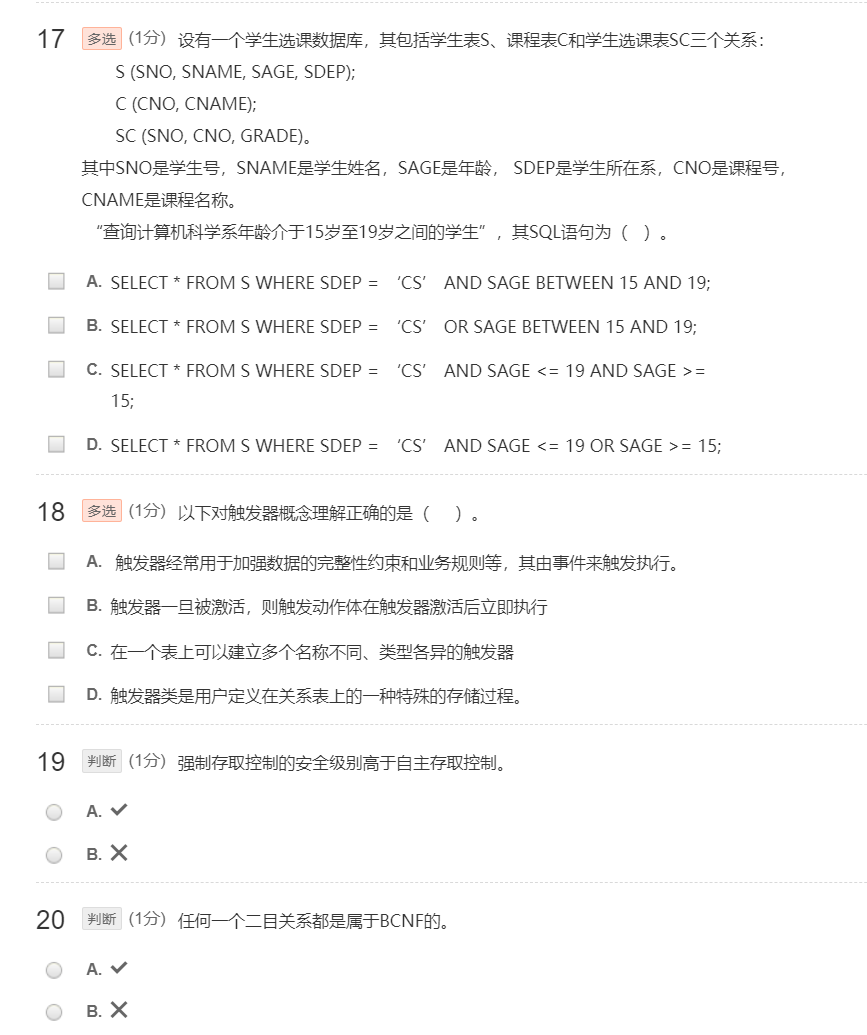 17 多选 (1分) 设有一个学生选课数据库，其包括学生表S、课程表C和学生选课表SC三个关系：
S (SNO, SNAME, SAGE, SDEP);
C (CNO, CNAME);
SC (SNO, CNO, GRADE)。
其中SNO是学生号，SNAME是学生姓名，SAGE是年龄， SDEP是学生所在系，CNO是课程号，
CNAME是课程名称。
“查询计算机科学系年龄介于15岁至19岁之间的学生”，其SQL语句为（ ）。
A. SELECT * FROM S WHERE SDEP = ‘CS’ AND SAGE BETWEEN 15 AND 19;
B. SELECT * FROM S WHERE SDEP = ‘CS’ OR SAGE BETWEEN 15 AND 19;
C. SELECT * FROM S WHERE SDEP = ‘CS’ AND SAGE <= 19 AND SAGE >=
15;
D. SELECT * FROM S WHERE SDEP = ‘CS’ AND SAGE <= 19 OR SAGE >= 15;
18 多选 (1分) 以下对触发器概念理解正确的是（ ）。
A. 触发器经常用于加强数据的完整性约束和业务规则等，其由事件来触发执行。
B. 触发器一旦被激活，则触发动作体在触发器激活后立即执行
C. 在一个表上可以建立多个名称不同、类型各异的触发器
D. 触发器类是用户定义在关系表上的一种特殊的存储过程。
19 判断 (1分) 强制存取控制的安全级别高于自主存取控制。
A. ✔
B. ✕
20 判断 (1分) 任何一个二目关系都是属于BCNF的。
A. ✔
B. ✕